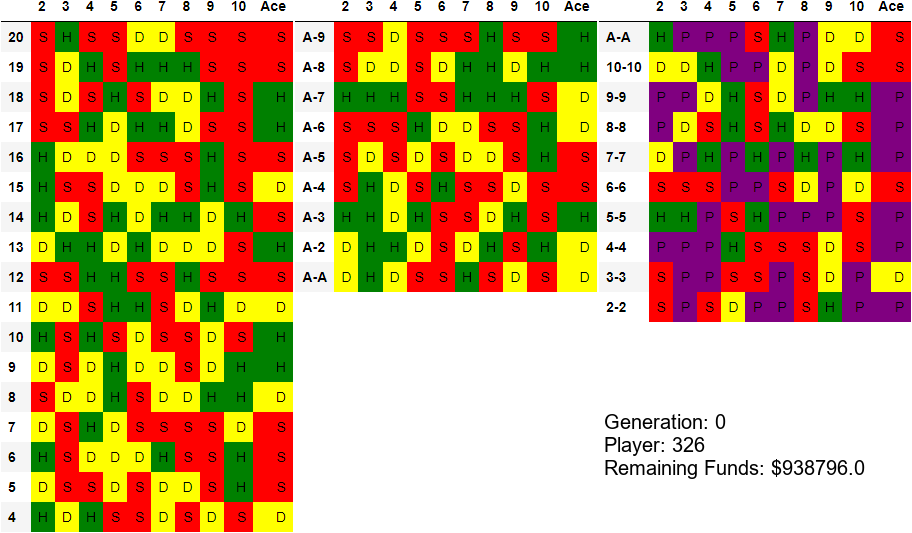 2 3 4 5 6 7 8 9 10 Ace
20 S H S S D D S S S S
19 S D H S H H H S S H
18 S D S H S D D H S H
17 S S H D H H D S S H
16 H D D D S S S H S S
15 H S S D D D S H S D
14 H D S H D H H D H S
13 D H H D H D D D S H
12 S S H H S S H S S S
11 D D S H H S D H D D
10 H S H S D S S D S H
9 D S D H D D S D H H
8 S D D H S D D H H D
7 D S H D S S S S D S
6 H S D D D H S S H S
5 D S S D S D D S H S
4 H D H S S D S D S D
2 3 4 5 6 7 8 9 10 Ace
A-9 S S D S S S H S S H
A-8 S D D S D H H D H H
A-7 H H H S S H H H S D
A-6 S S S H D D S S H D
A-5 S D S D S D D S H S
A-4 S H D S H S S D S S
A-3 H H D H S S D H S H
A-2 D H H D S D H S H D
A-A D H D S S H S D S D
2 3 4 5 6 7 8 9 10 Ace
A-A H P P P S H P D D S
10-10 D D H P P D P D S S
9-9 P P D H S D P H H P
8-8 P D S H S H D D S P
7-7 D P H P H P H P H P
6-6 S S S P P S D P D S
5-5 H H P S H P P P S P
4-4 P P P H S S S D S P
3-3 S P P S S P S D P D
2-2 S P S D P P S H P P
Generation: 0
Player: 326
Remaining Funds: $938796.0